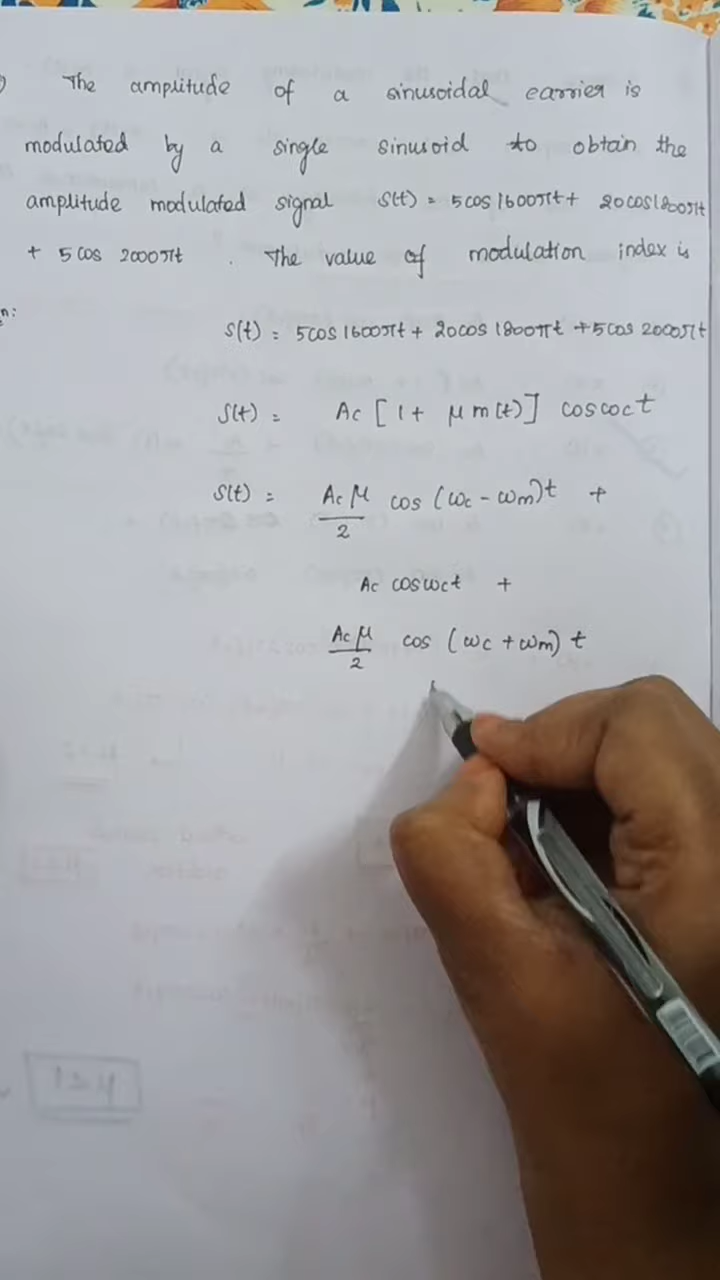 The amplitude of a sinusoidal carrier is
modulated by a single sinusoid to obtain the
amplitude modulated signal S(t) = 5cos1600πt + 20cos1800πt
+ 5cos 2000πt . The value of modulation index is
n:
S(t) = 5cos1600πt + 20cos1800πt + 5cos2000πt
S(t) = Ac [1 + μ m(t)] cosωct
S(t) = Acμ/2 cos (ωc - ωm)t +
Ac cosωct +
Acμ/2 cos (ωc + ωm) t